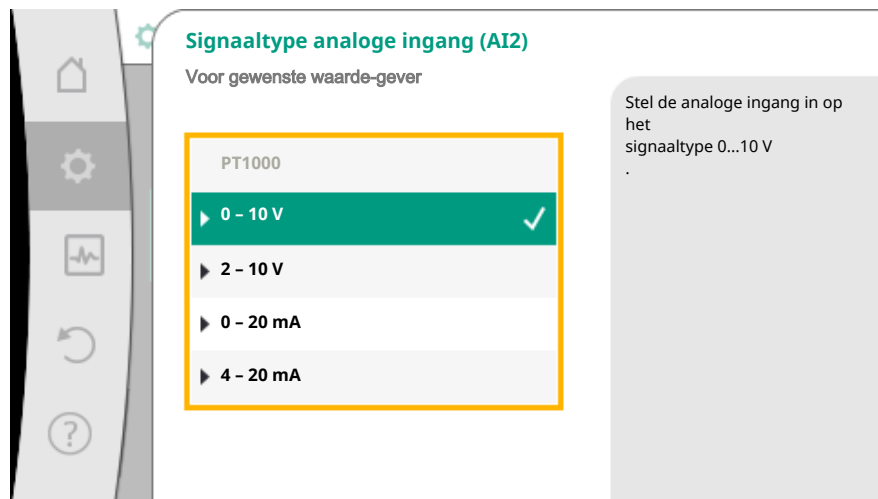 Signaaltype analoge ingang (AI2)
Voor gewenste waarde-gever
PT1000
0 – 10 V
2 – 10 V
0 – 20 mA
4 – 20 mA
Stel de analoge ingang in op
het
signaaltype 0...10 V
.
?